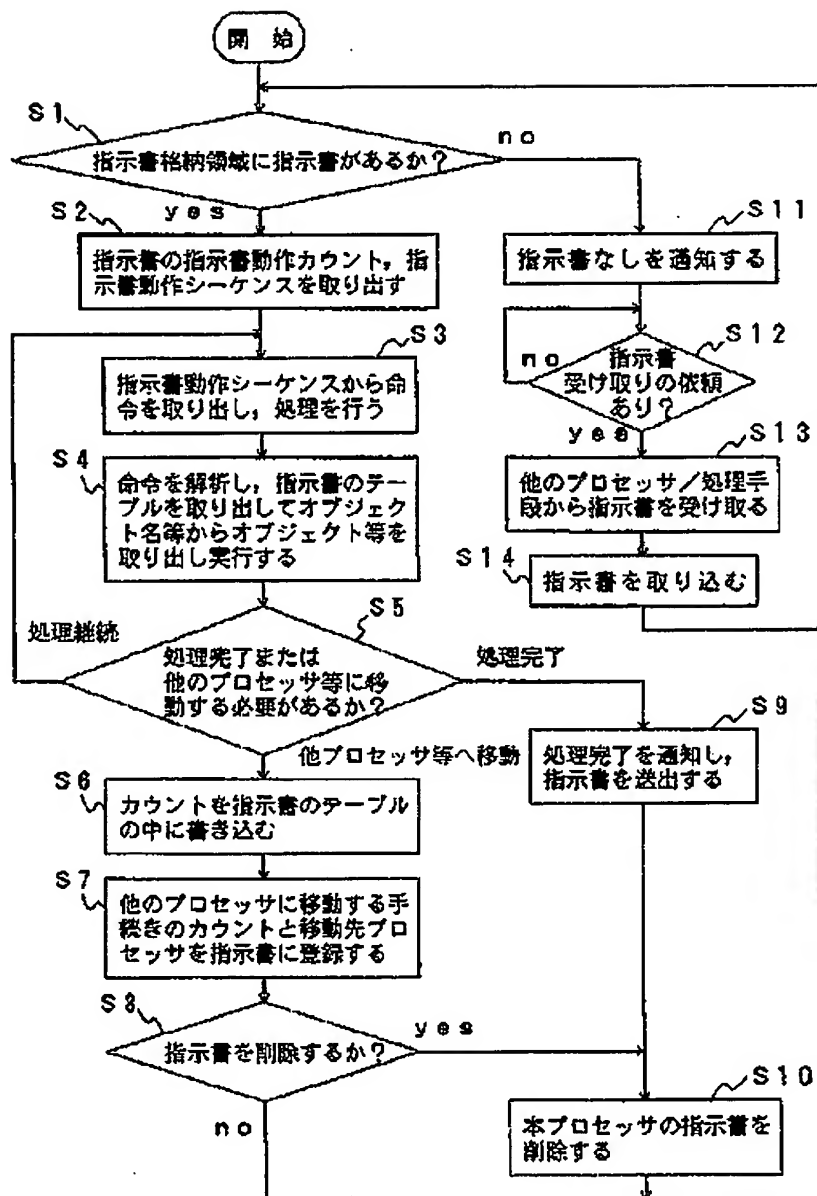 開 始
S1
指示書格納領域に指示書があるか?
no
yes
S2
指示書の指示書動作カウント,指
示書動作シーケンスを取り出す
S3
指示書動作シーケンスから命
令を取り出し,処理を行う
S4
命令を解析し,指示書のテー
ブルを取り出してオブジェク
ト名等からオブジェクト等を
取り出し実行する
S5
処理継続
処理完了または
他のプロセッサ等に移
動する必要があるか?
処理完了
他プロセッサ等へ移動
S6
カウントを指示書のテーブル
の中に書き込む
S7
他のプロセッサに移動する手
続きのカウントと移動先プロ
セッサを指示書に登録する
S8
指示書を削除するか?
yes
no
S11
指示書なしを通知する
S12
no
指示書
受け取りの依頼
あり?
yes
S13
他のプロセッサ/処理手
段から指示書を受け取る
S14
指示書を取り込む
S9
処理完了を通知し,
指示書を送出する
S10
本プロセッサの指示書を
削除する